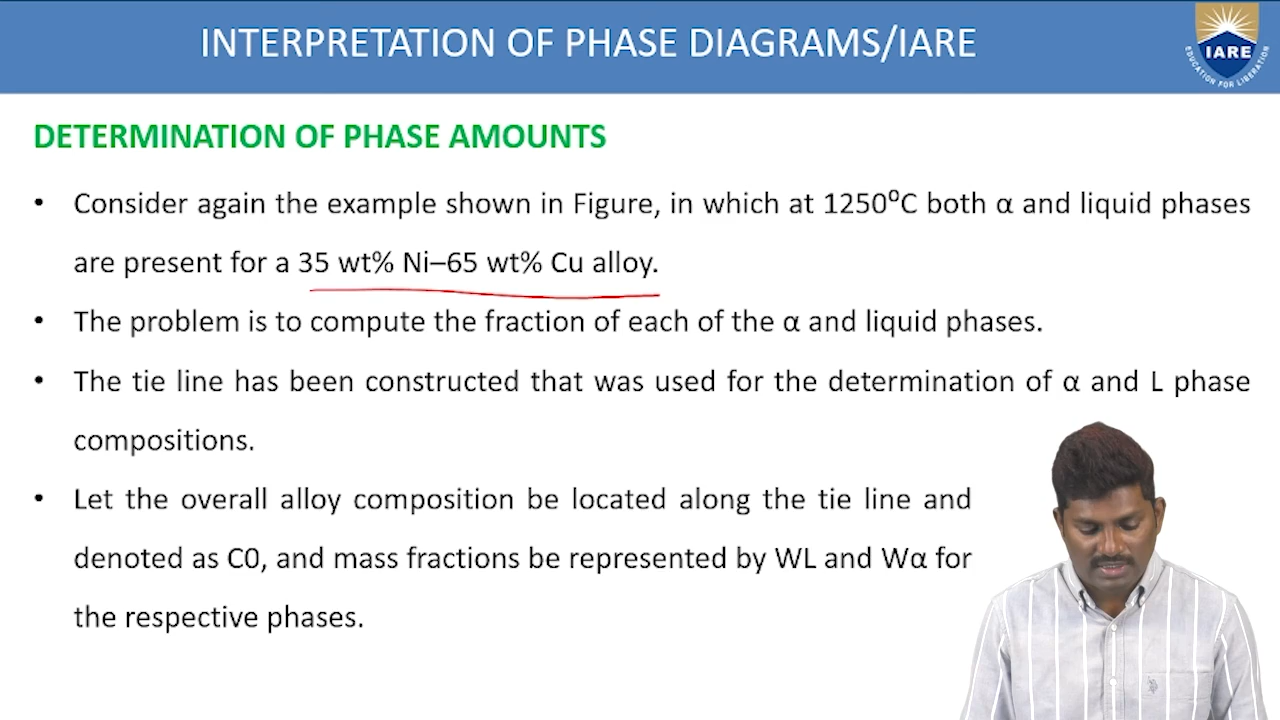 INTERPRETATION OF PHASE DIAGRAMS/IARE
IARE
EDUCATION FOR LIBERATION
DETERMINATION OF PHASE AMOUNTS
• Consider again the example shown in Figure, in which at 1250⁰C both α and liquid phases
are present for a 35 wt% Ni–65 wt% Cu alloy.
• The problem is to compute the fraction of each of the α and liquid phases.
• The tie line has been constructed that was used for the determination of α and L phase
compositions.
• Let the overall alloy composition be located along the tie line and
denoted as C0, and mass fractions be represented by WL and Wα for
the respective phases.